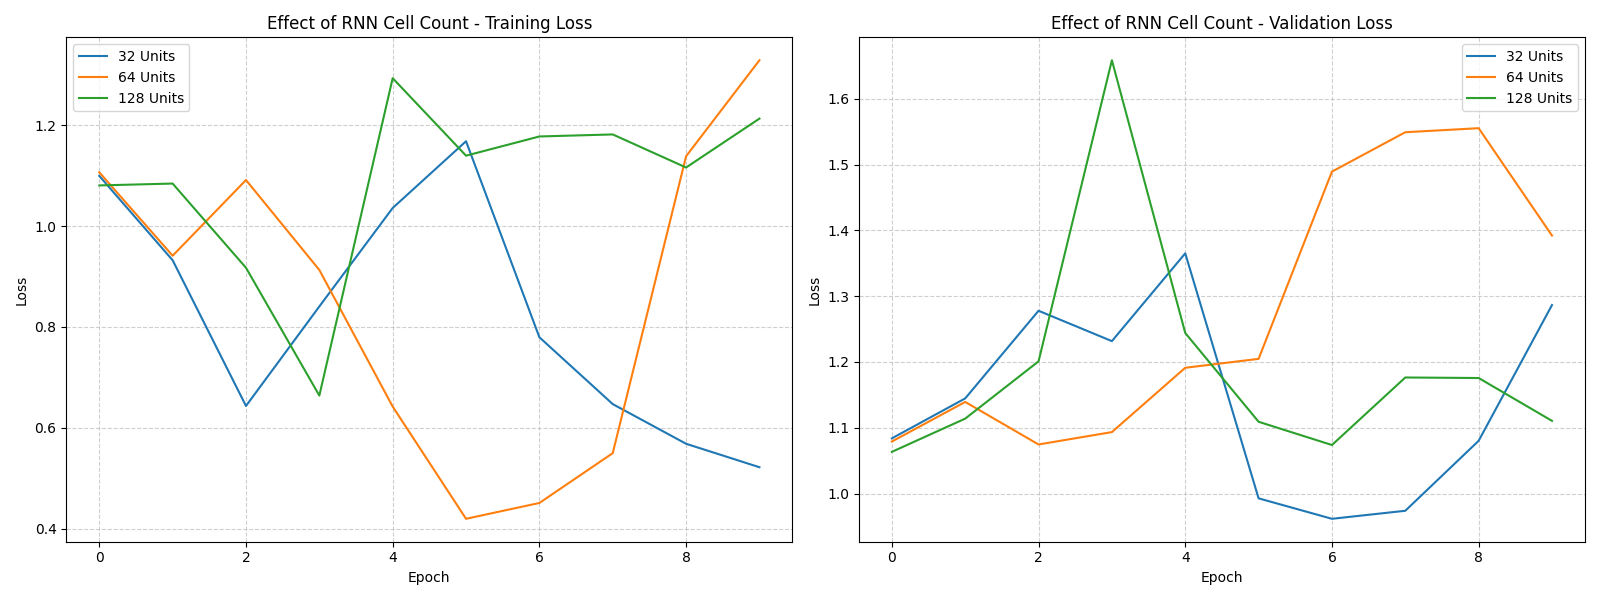 Effect of RNN Cell Count - Training Loss
32 Units
64 Units
128 Units
Loss
1.2
1.0
0.8
0.6
0.4
0 2 4 6 8
Epoch
Effect of RNN Cell Count - Validation Loss
32 Units
64 Units
128 Units
Loss
1.6
1.5
1.4
1.3
1.2
1.1
1.0
0 2 4 6 8
Epoch